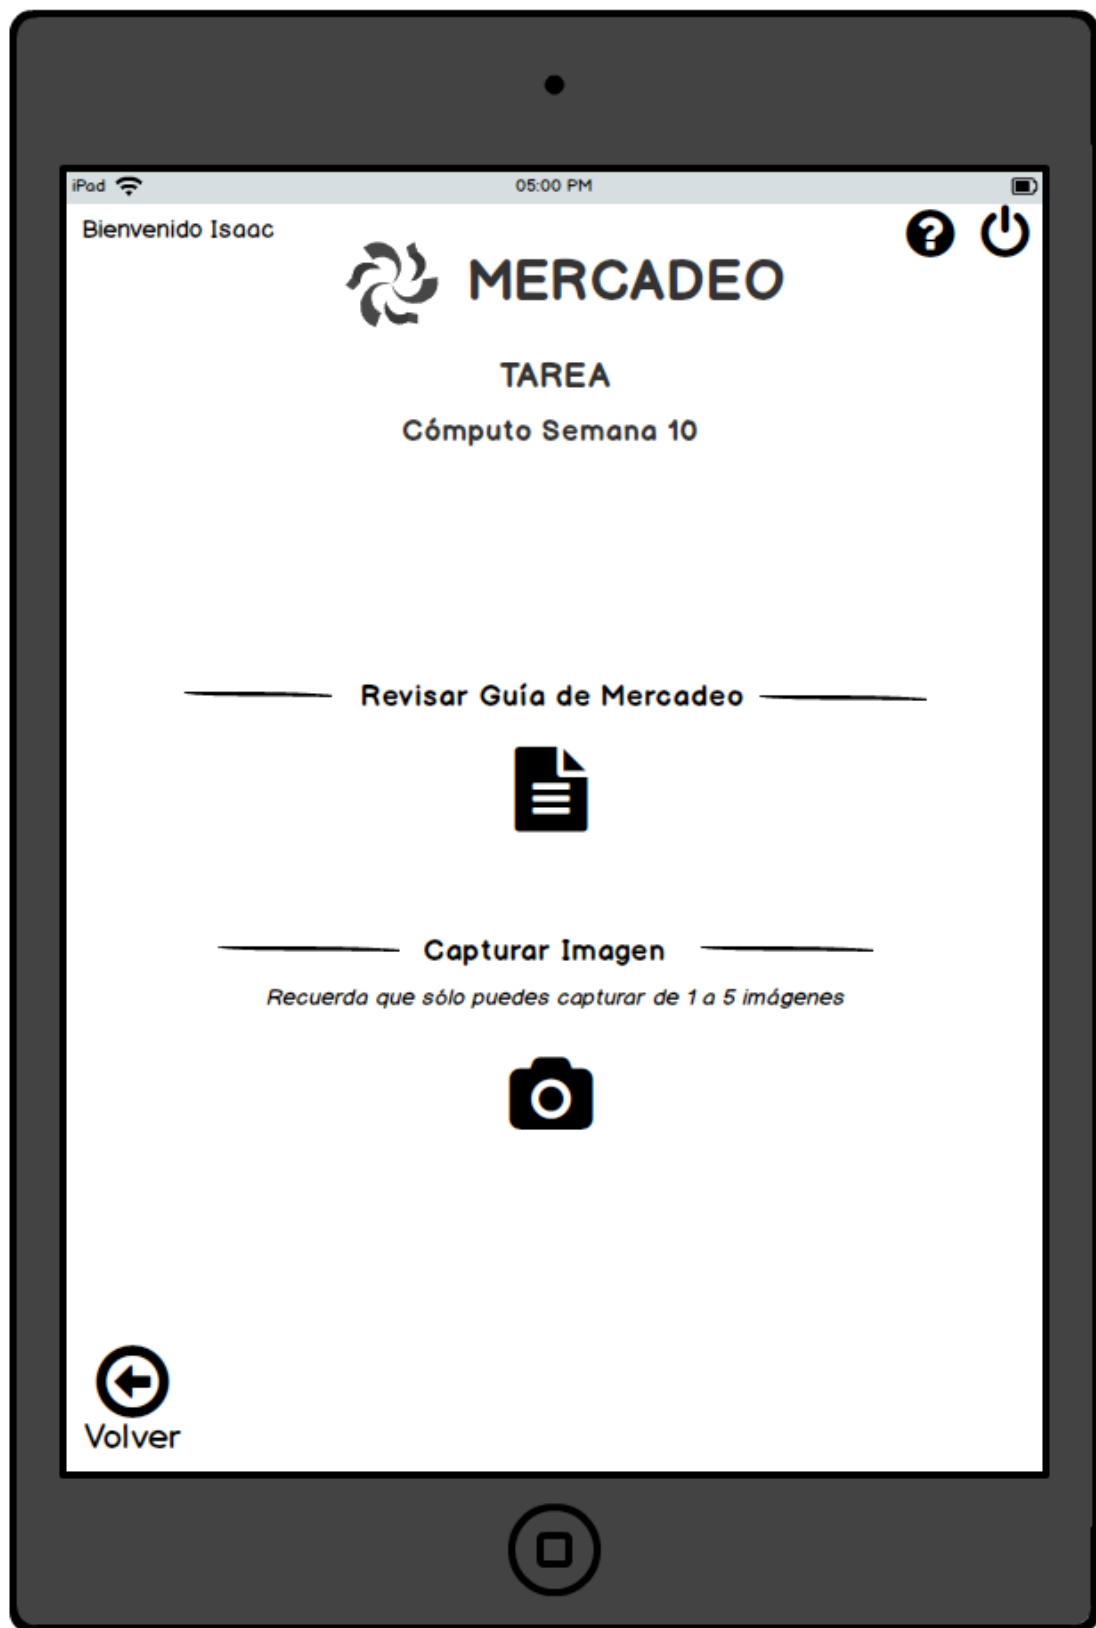 iPad
05:00 PM
Bienvenido Isaac
MERCADEO
TAREA
Cómputo Semana 10
Revisar Guía de Mercadeo
Capturar Imagen
Recuerda que sólo puedes capturar de 1 a 5 imágenes
Volver